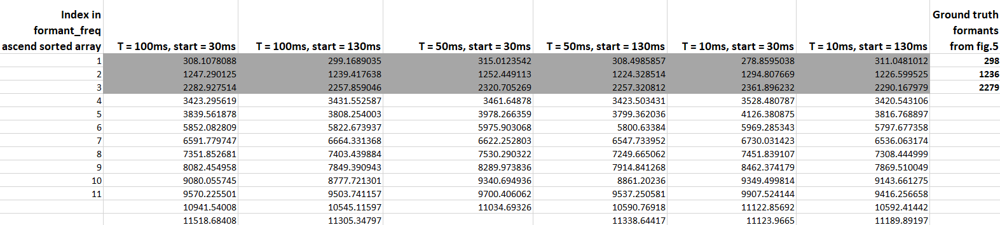 Index in formant_freq ascend sorted array T = 100ms, start = 30ms T = 100ms, start = 130ms T = 50ms, start = 30ms T = 50ms, start = 130ms T = 10ms, start = 30ms T = 10ms, start = 130ms Ground truth formants from fig.5
1 308.1078088 299.1689035 315.0123542 308.4985857 278.8595038 311.0481012 298
2 1247.290125 1239.417638 1252.449113 1224.328514 1294.807669 1226.599525 1236
3 2282.927514 2257.859046 2320.705269 2257.320812 2361.896232 2290.167979 2279
4 3423.295619 3431.552587 3461.64878 3423.503431 3528.480787 3420.543106
5 3839.561878 3808.254003 3978.266359 3799.362036 4126.380875 3816.768897
6 5852.082809 5822.673937 5975.903068 5800.63384 5969.285343 5797.677358
7 6591.779747 6664.331368 6622.252803 6547.733952 6730.031423 6536.063174
8 7351.852681 7403.439884 7530.290322 7249.665062 7451.839107 7308.444999
9 8082.454958 7849.390943 8289.973836 7914.841268 8462.374179 7869.510049
10 9080.055745 8777.721301 9340.694936 8861.20236 9349.499814 9143.661275
11 9570.225501 9503.741157 9700.406062 9537.250581 9907.524144 9416.256658
10941.54008 10545.11597 11034.69326 10590.76918 11122.85692 10592.41442
11518.68408 11305.34797 11338.64417 11123.9665 11189.89197